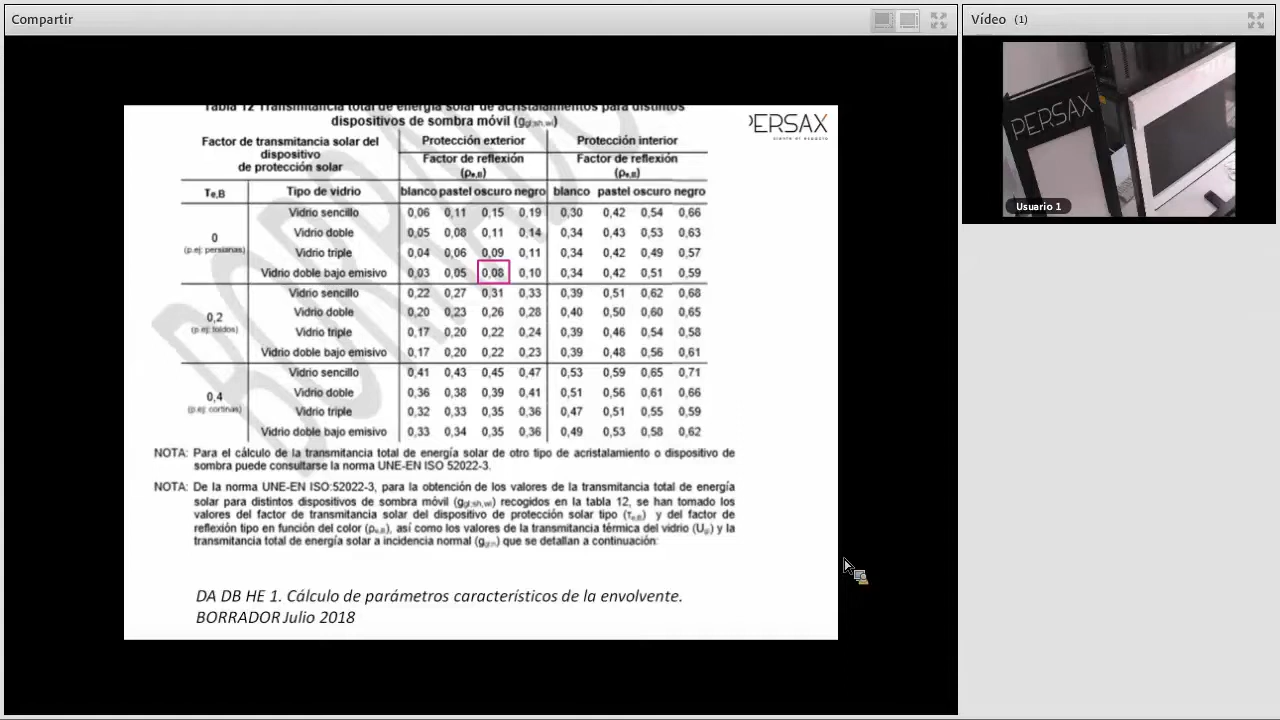 Compartir
Vídeo (1)
PERSAX
Usuario 1
Tabla 12 Transmitancia total de energía solar de acristalamientos para distintos
dispositivos de sombra móvil (ggl;sh,wi)
PERSAX
Factor de transmitancia solar del
dispositivo
de protección solar
Protección exterior Protección interior
Factor de reflexión Factor de reflexión
(ρe,B) (ρe,B)
τe,B Tipo de vidrio blanco pastel oscuro negro blanco pastel oscuro negro
0
(p.ej: persianas)
Vidrio sencillo 0,06 0,11 0,15 0,19 0,30 0,42 0,54 0,66
Vidrio doble 0,05 0,08 0,11 0,14 0,34 0,43 0,53 0,63
Vidrio triple 0,04 0,06 0,09 0,11 0,34 0,42 0,49 0,57
Vidrio doble bajo emisivo 0,03 0,05 0,08 0,10 0,34 0,42 0,51 0,59
0,2
(p.ej: toldos)
Vidrio sencillo 0,22 0,27 0,31 0,33 0,39 0,51 0,62 0,68
Vidrio doble 0,20 0,23 0,26 0,28 0,40 0,50 0,60 0,65
Vidrio triple 0,17 0,20 0,22 0,24 0,39 0,46 0,54 0,58
Vidrio doble bajo emisivo 0,17 0,20 0,22 0,23 0,39 0,48 0,56 0,61
0,4
(p.ej: cortinas)
Vidrio sencillo 0,41 0,43 0,45 0,47 0,53 0,59 0,65 0,71
Vidrio doble 0,36 0,38 0,39 0,41 0,51 0,56 0,61 0,66
Vidrio triple 0,32 0,33 0,35 0,36 0,47 0,51 0,55 0,59
Vidrio doble bajo emisivo 0,33 0,34 0,35 0,36 0,49 0,53 0,58 0,62
BORRADOR
NOTA: Para el cálculo de la transmitancia total de energía solar de otro tipo de acristalamiento o dispositivo de
sombra puede consultarse la norma UNE-EN ISO 52022-3.
NOTA: De la norma UNE-EN ISO:52022-3, para la obtención de los valores de la transmitancia total de energía
solar para distintos dispositivos de sombra móvil (ggl;sh,wi) recogidos en la tabla 12, se han tomado los
valores del factor de transmitancia solar del dispositivo de protección solar tipo (τe,B) y del factor de
reflexión tipo en función del color (ρe,B), así como los valores de la transmitancia térmica del vidrio (Ug) y la
transmitancia total de energía solar a incidencia normal (ggl;n) que se detallan a continuación:
DA DB HE 1. Cálculo de parámetros característicos de la envolvente.
BORRADOR Julio 2018